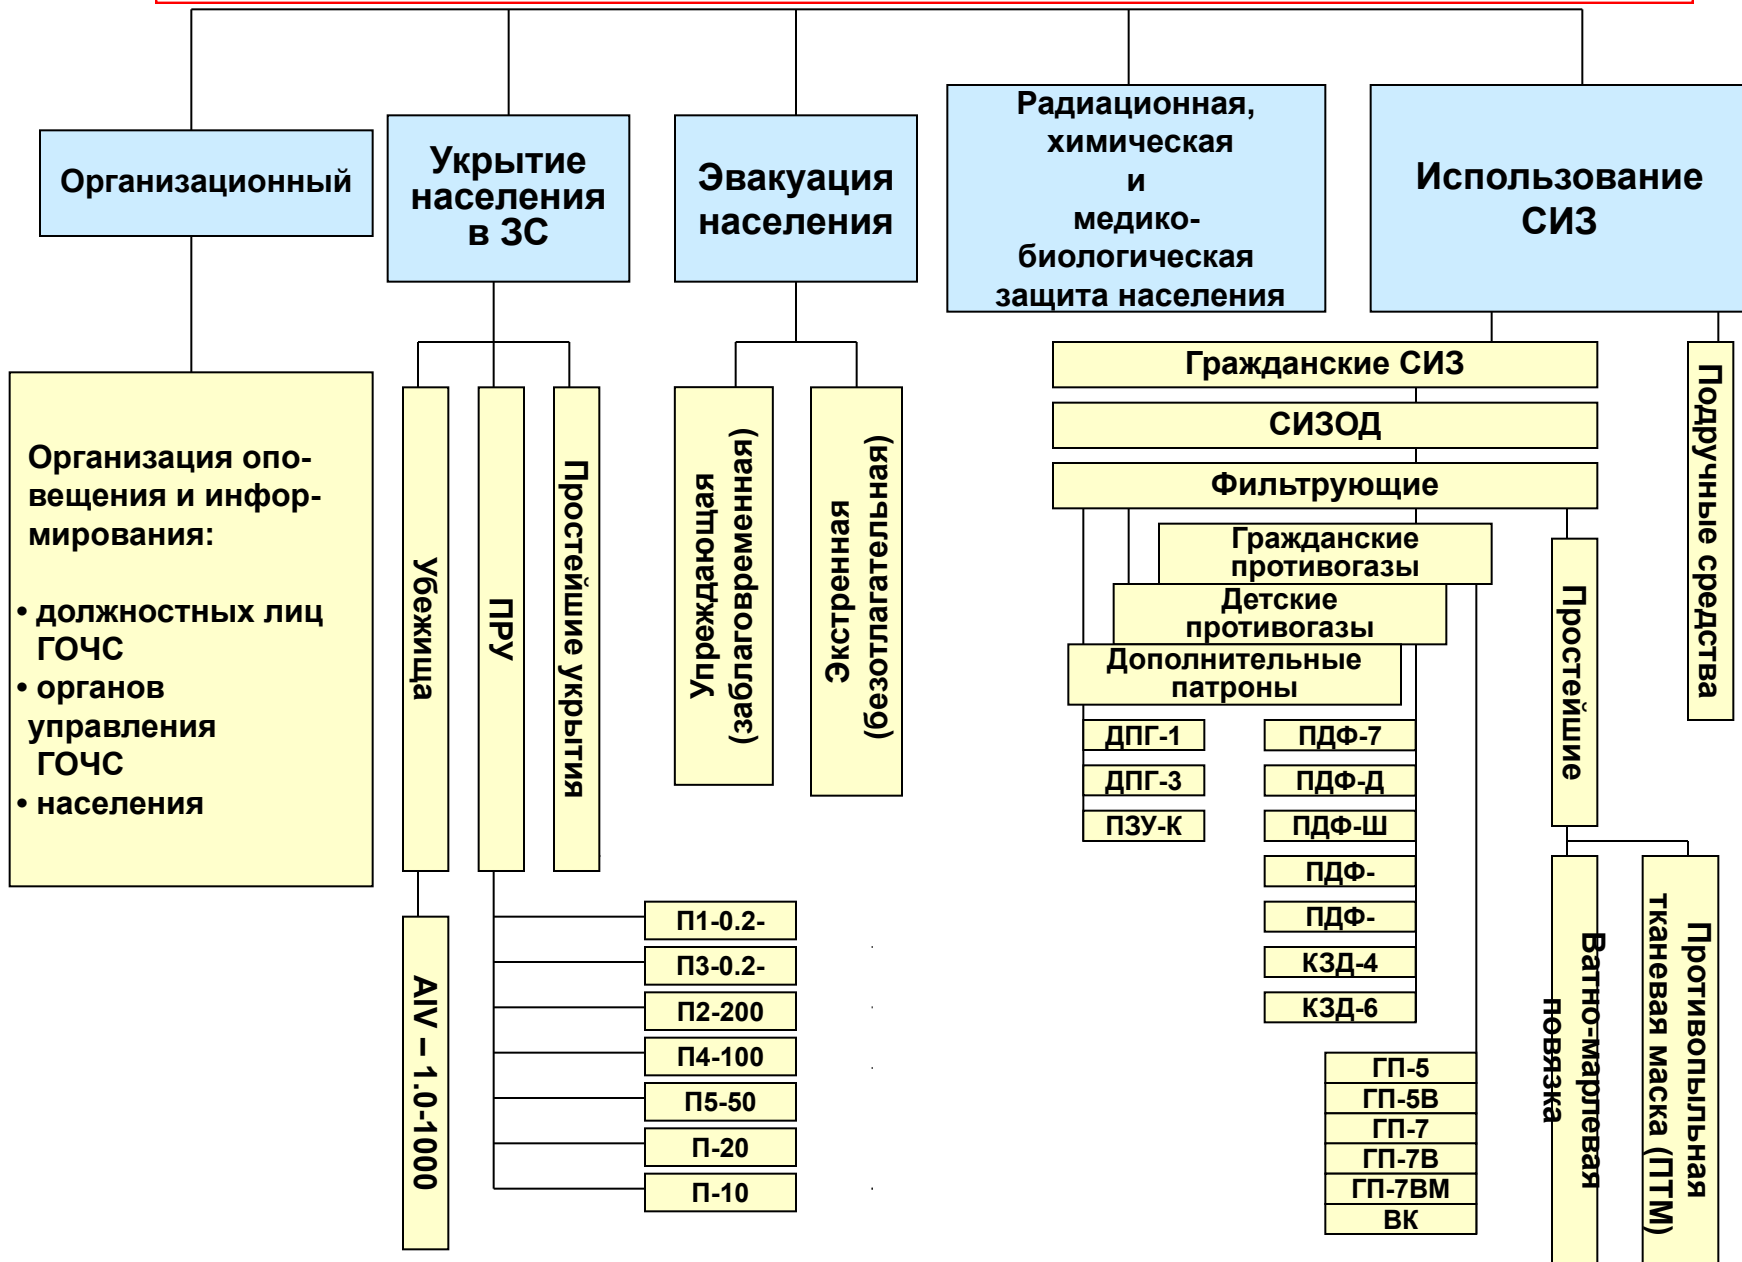 Организационный
Укрытие
населения
в ЗС
Эвакуация
населения
Радиационная,
химическая
и
медико-
биологическая
защита населения
Использование
СИЗ
Организация опо-
вещения и инфор-
мирования:
• должностных лиц
ГОЧС
• органов
управления
ГОЧС
• населения
Убежища
ПРУ
Простейшие укрытия
AIV – 1.0-1000
П1-0.2-
П3-0.2-
П2-200
П4-100
П5-50
П-20
П-10
Упреждающая
(заблаговременная)
Экстренная
(безотлагательная)
Гражданские СИЗ
СИЗОД
Фильтрующие
Гражданские
противогазы
Детские
противогазы
Дополнительные
патроны
ДПГ-1
ДПГ-3
ПЗУ-К
ПДФ-7
ПДФ-Д
ПДФ-Ш
ПДФ-
ПДФ-
КЗД-4
КЗД-6
ГП-5
ГП-5В
ГП-7
ГП-7В
ГП-7ВМ
ВК
Простейшие
Ватно-марлевая
повязка
Противопыльная
тканевая маска (ПТМ)
Подручные средства